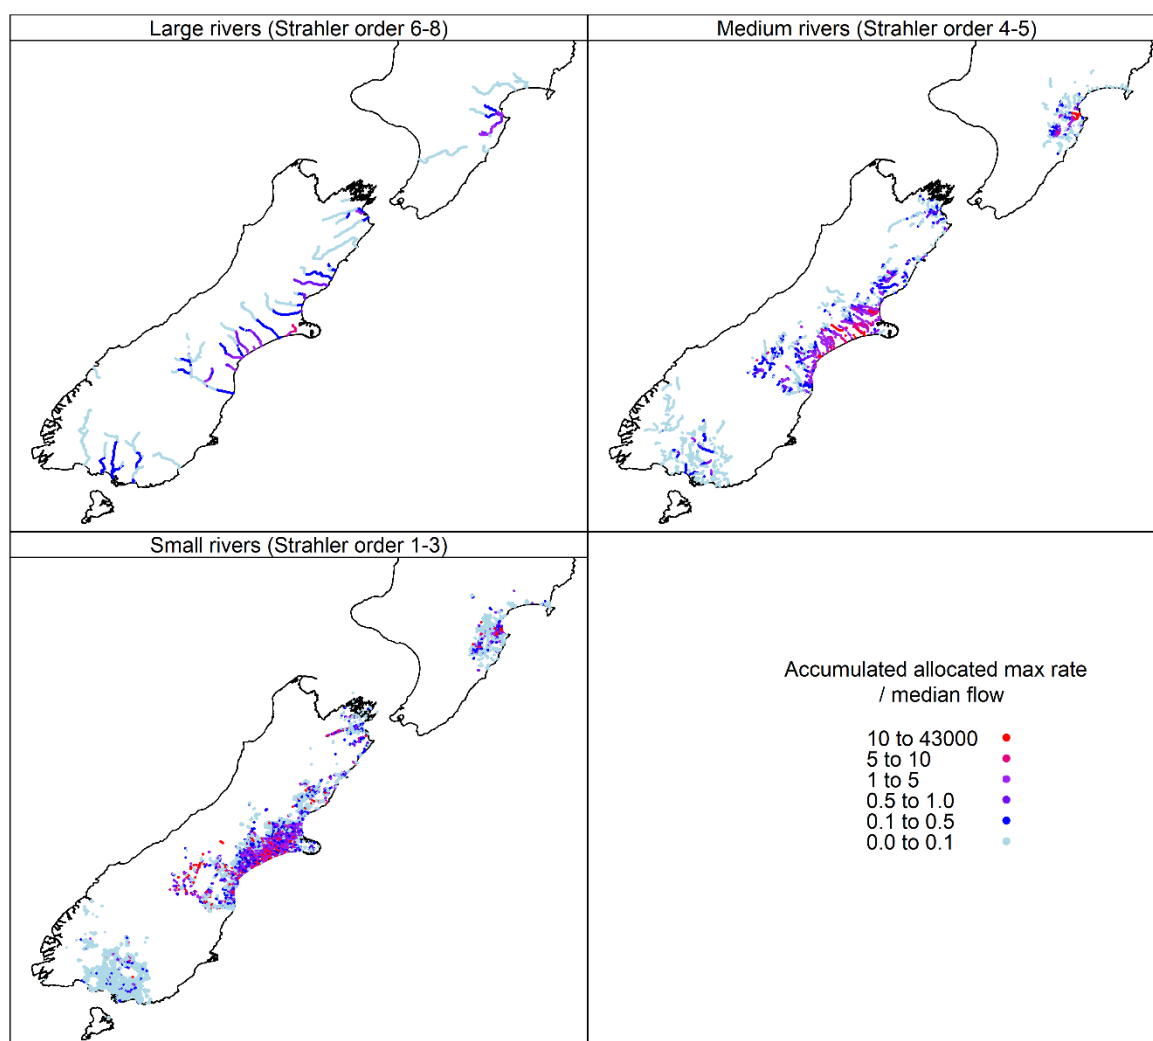 Large rivers (Strahler order 6-8)
Medium rivers (Strahler order 4-5)
Small rivers (Strahler order 1-3)
Accumulated allocated max rate
/ median flow
10 to 43000
5 to 10
1 to 5
0.5 to 1.0
0.1 to 0.5
0.0 to 0.1